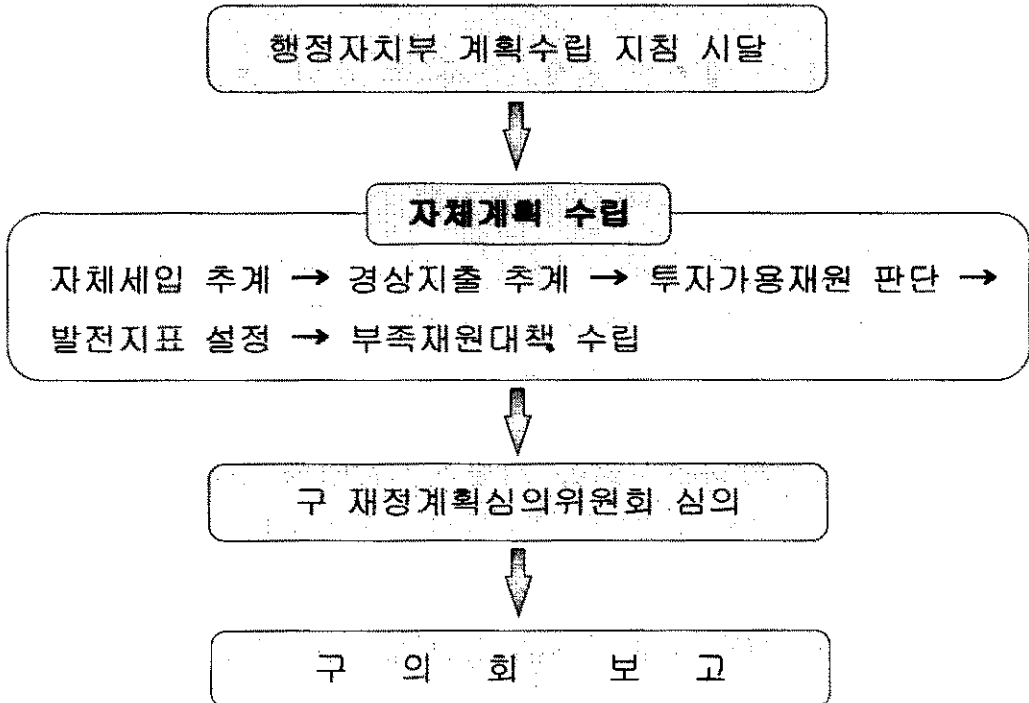 행정자치부 계획수립 지침 시달
자체계획 수립
자체세입 추계 → 경상지출 추계 → 투자가용재원 판단 →
발전지표 설정 → 부족재원대책 수립
구 재정계획심의위원회 심의
구 의 회 보 고